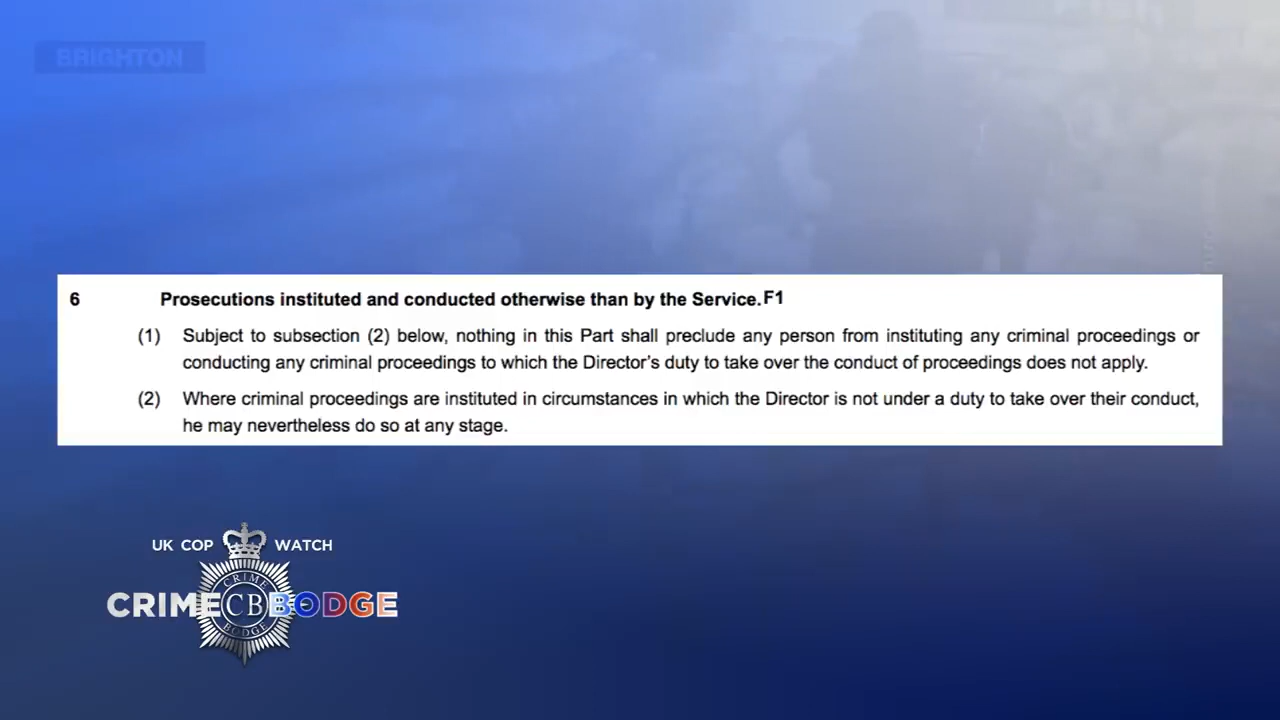 BRIGHTON
6 Prosecutions instituted and conducted otherwise than by the Service.F1
(1) Subject to subsection (2) below, nothing in this Part shall preclude any person from instituting any criminal proceedings or
conducting any criminal proceedings to which the Director's duty to take over the conduct of proceedings does not apply.
(2) Where criminal proceedings are instituted in circumstances in which the Director is not under a duty to take over their conduct,
he may nevertheless do so at any stage.
UK COP WATCH
CRIME
CRIME CB BODGE
BODGE